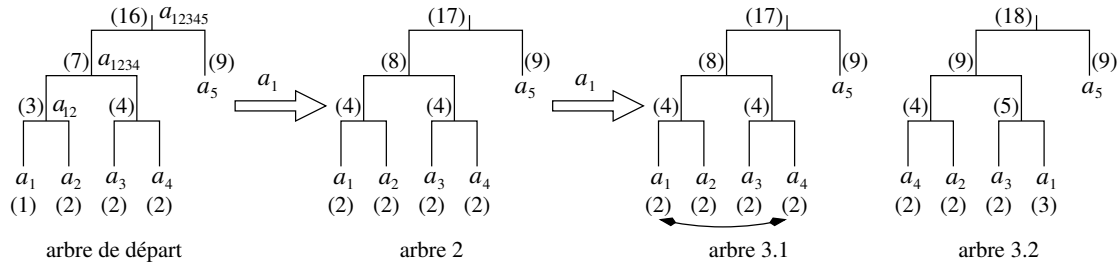 (16) a12345 (17) (17) (18)
(7) a1234 (9) (8) (9) (8) (9) (9) (9)
a5 a1 a5 a1 a5 a5
(3) a12 (4) (4) (4) (4) (4) (4) (5)
a1 a2 a3 a4 a1 a2 a3 a4 a1 a2 a3 a4 a4 a2 a3 a1
(1) (2) (2) (2) (2) (2) (2) (2) (2) (2) (2) (2) (2) (2) (2) (3)
arbre de départ arbre 2 arbre 3.1 arbre 3.2